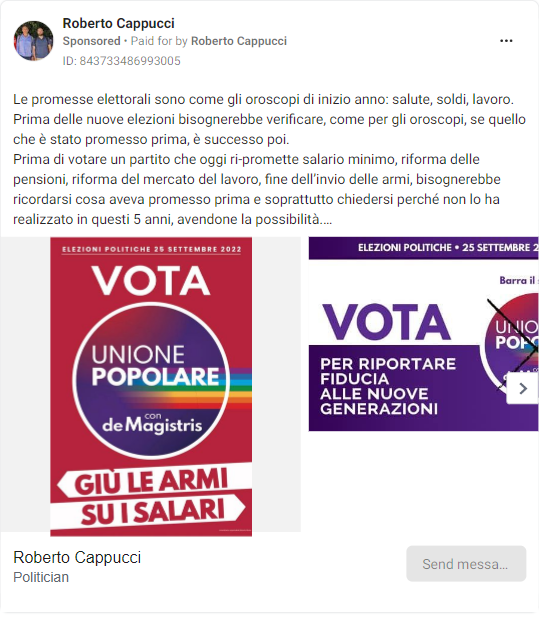 Roberto Cappucci
Sponsored • Paid for by Roberto Cappucci
ID: 843733486993005
Le promesse elettorali sono come gli oroscopi di inizio anno: salute, soldi, lavoro.
Prima delle nuove elezioni bisognerebbe verificare, come per gli oroscopi, se quello
che è stato promesso prima, è successo poi.
Prima di votare un partito che oggi ri-promette salario minimo, riforma delle
pensioni, riforma del mercato del lavoro, fine dell'invio delle armi, bisognerebbe
ricordarsi cosa aveva promesso prima e soprattutto chiedersi perché non lo ha
realizzato in questi 5 anni, avendone la possibilità....
ELEZIONI POLITICHE 25 SETTEMBRE 2022
VOTA
UNIONE
POPOLARE
con
de Magistris
GIÙ LE ARMI
SU I SALARI
ELEZIONI POLITICHE • 25 SETTEMBRE 2
Barra il
VOTA
UNIO
POPO
PER RIPORTARE
FIDUCIA
ALLE NUOVE
GENERAZIONI
Roberto Cappucci
Politician
Send messa...